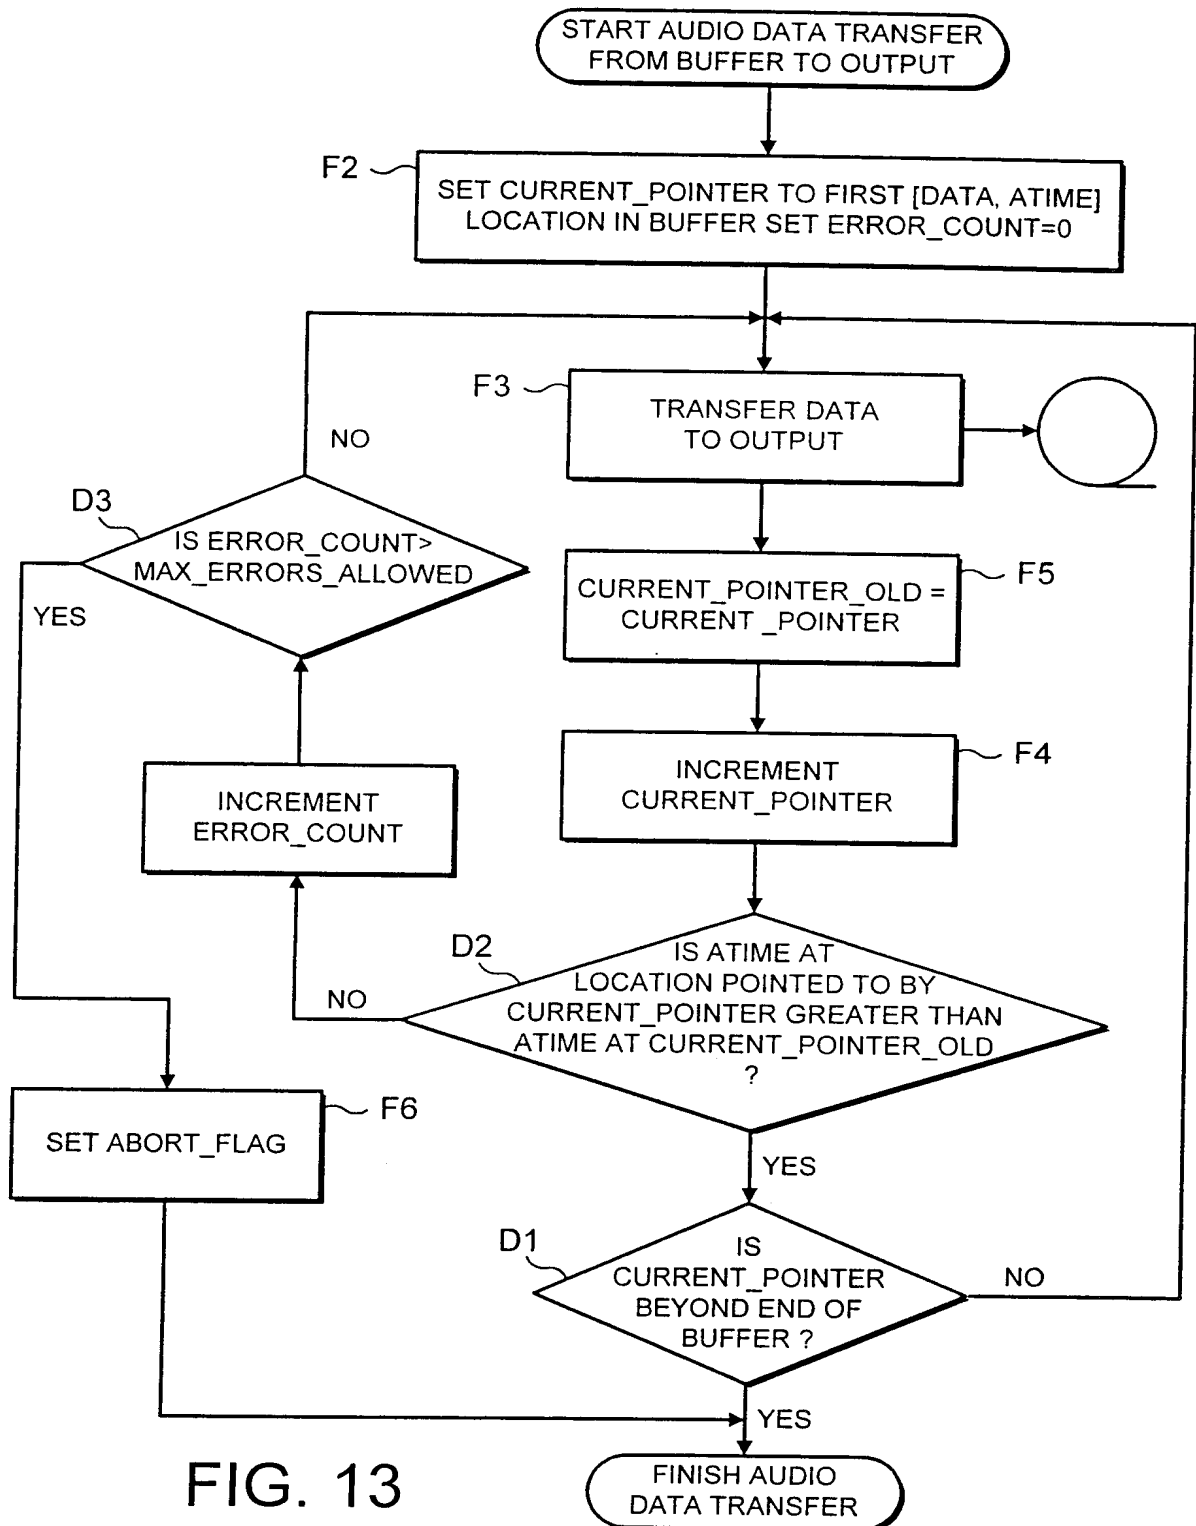 START AUDIO DATA TRANSFER
FROM BUFFER TO OUTPUT
F2
SET CURRENT_POINTER TO FIRST [DATA, ATIME]
LOCATION IN BUFFER SET ERROR_COUNT=0
F3
TRANSFER DATA
TO OUTPUT
NO
D3
IS ERROR_COUNT>
MAX_ERRORS_ALLOWED
YES
F5
CURRENT_POINTER_OLD =
CURRENT _POINTER
F4
INCREMENT
CURRENT_POINTER
INCREMENT
ERROR_COUNT
D2
IS ATIME AT
LOCATION POINTED TO BY
CURRENT_POINTER GREATER THAN
ATIME AT CURRENT_POINTER_OLD
?
NO
F6
SET ABORT_FLAG
YES
D1
IS
CURRENT_POINTER
BEYOND END OF
BUFFER ?
NO
YES
FINISH AUDIO
DATA TRANSFER
FIG. 13